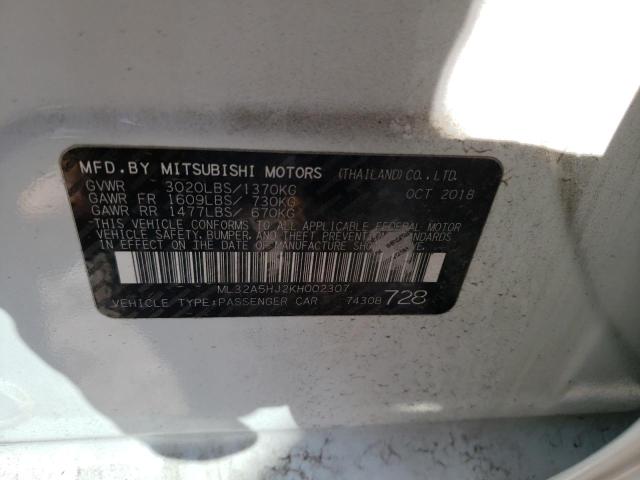 MFD.BY MITSUBISHI MOTORS (THAILAND) CO.,LTD.
GVWR 3020LBS/1370KG OCT 2018
GAWR FR 1609LBS/ 730KG
GAWR RR 1477LBS/ 670KG
THIS VEHICLE CONFORMS TO ALL APPLICABLE FEDERAL MOTOR
VEHICLE SAFETY, BUMPER, AND THEFT PREVENTION STANDARDS
IN EFFECT ON THE DATE OF MANUFACTURE SHOWN
ML32A5HJ2KH002307
VEHICLE TYPE:PASSENGER CAR 74308 728